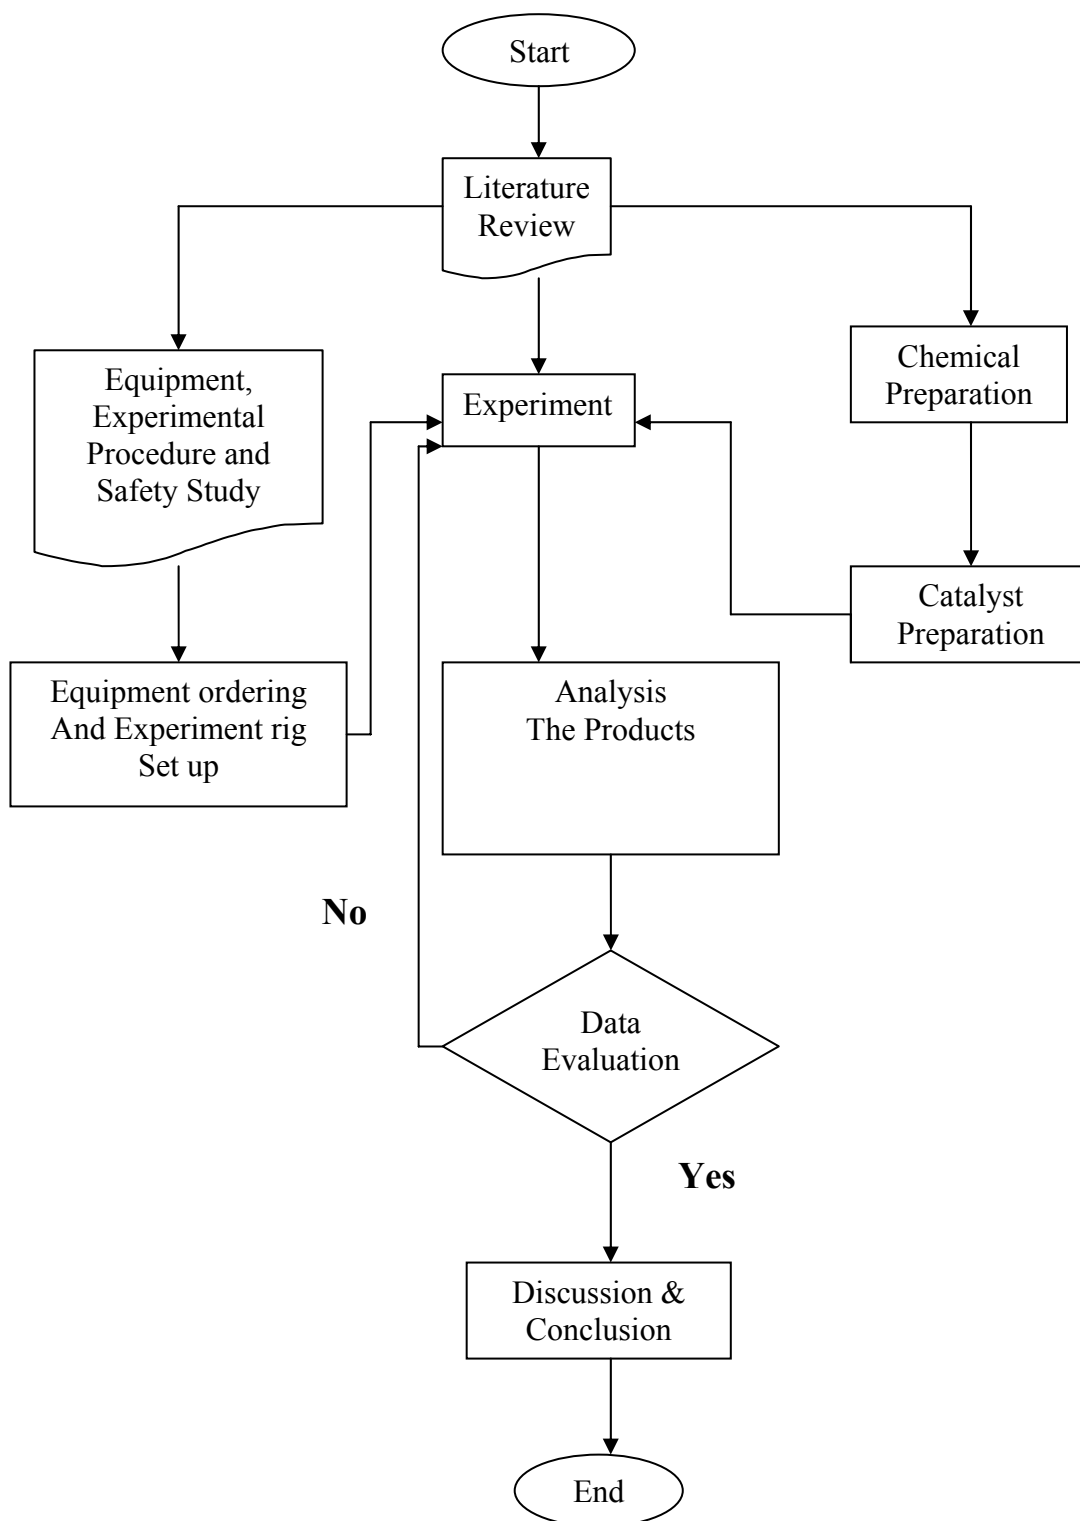 Start
Literature
Review
Equipment,
Experimental
Procedure and
Safety Study
Experiment
Chemical
Preparation
Equipment ordering
And Experiment rig
Set up
Catalyst
Preparation
Analysis
The Products
No
Data
Evaluation
Yes
Discussion &
Conclusion
End